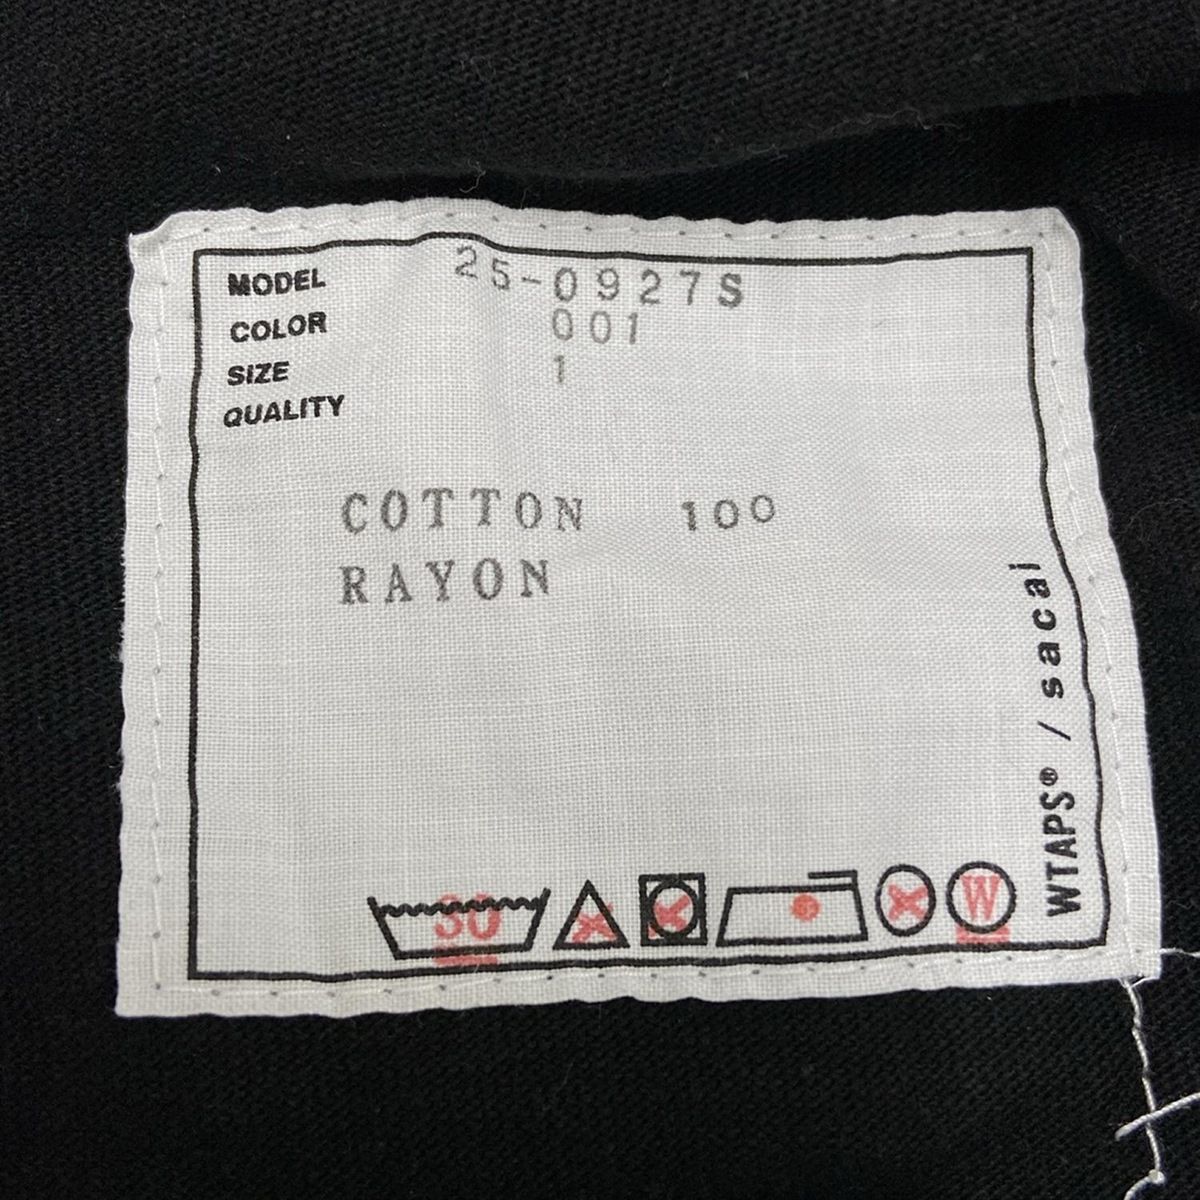 MODEL 25-0927S
COLOR 001
SIZE 1
QUALITY
COTTON 100
RAYON
WTAPS® / sacai
30
W